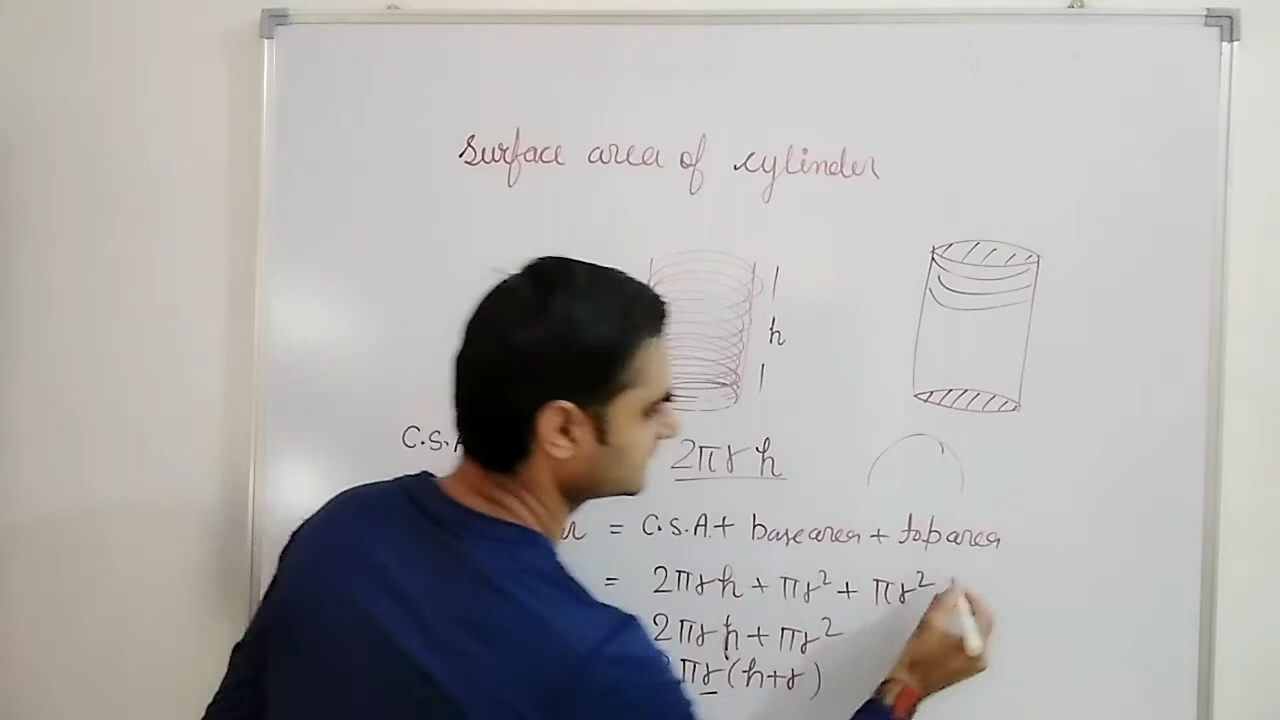 surface area of cylinder
h
C.S.A
2πrh
= C.S.A + base area + top area
= 2πrh + πr² + πr²
2πrh + πr²
πr(h+r)